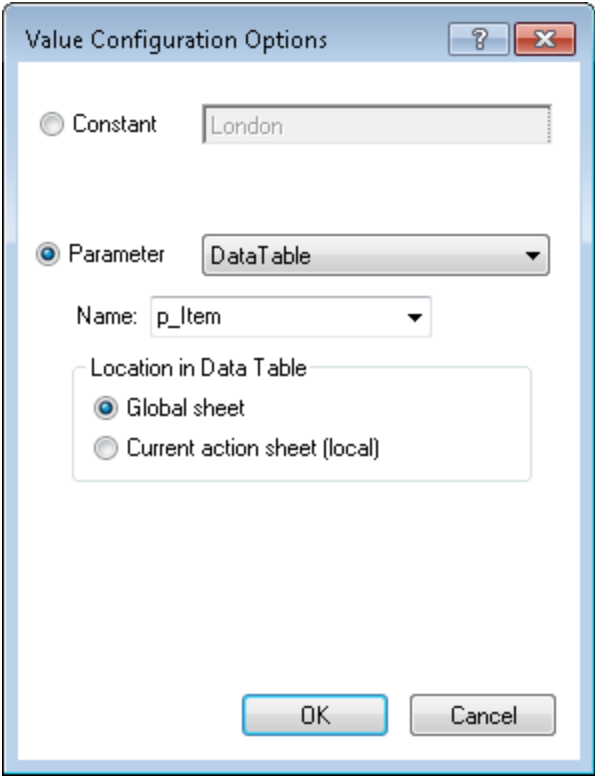 Value Configuration Options
?
Constant London
Parameter DataTable
Name: p_Item
Location in Data Table
Global sheet
Current action sheet (local)
OK Cancel